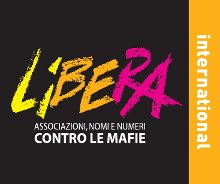 LiBERA
ASSOCIAZIONI, NOMI E NUMERI
CONTRO LE MAFIE
international